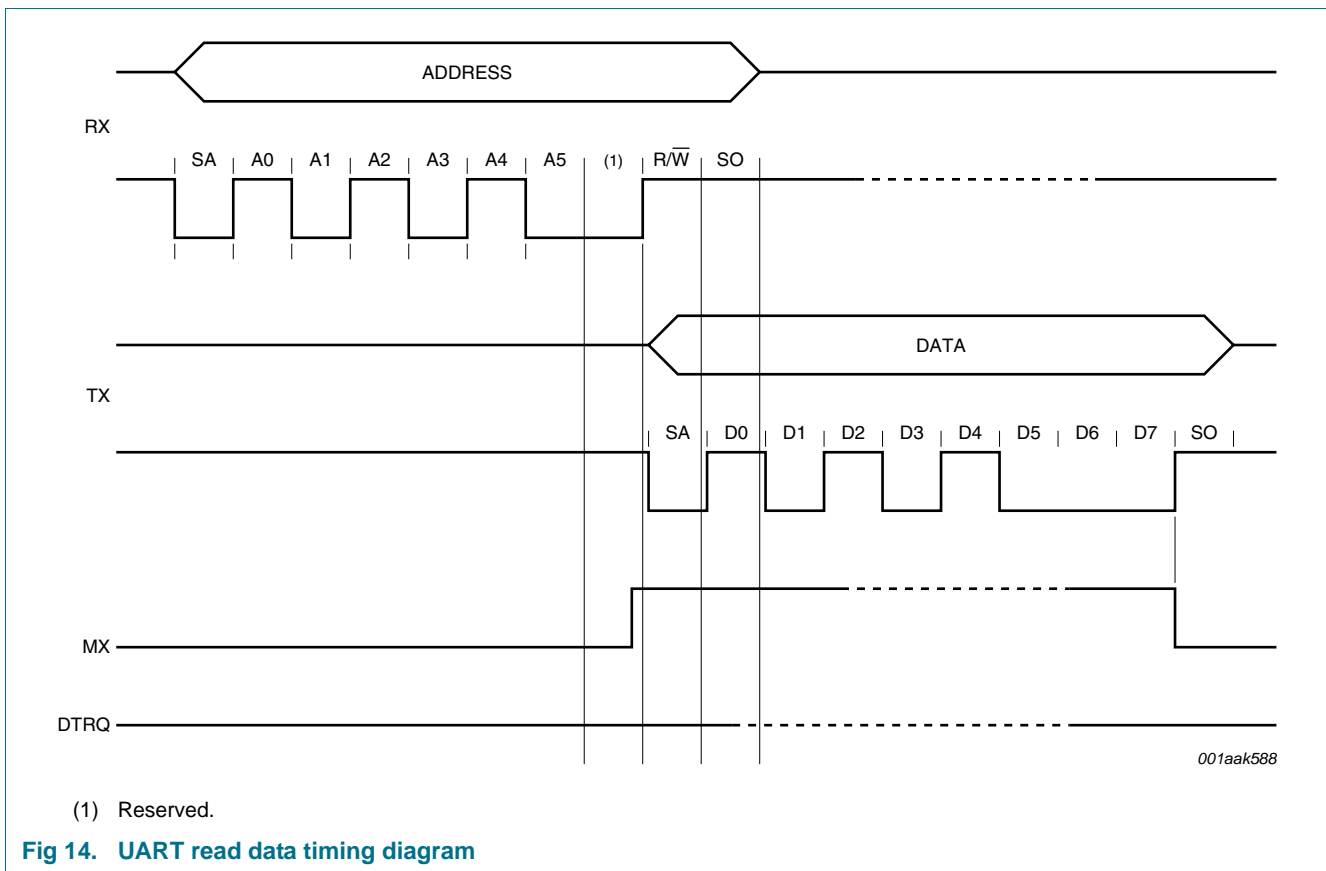 ADDRESS
RX
SA A0 A1 A2 A3 A4 A5 (1) R/W̅ SO
DATA
TX
SA D0 D1 D2 D3 D4 D5 D6 D7 SO
MX
DTRQ
001aak588
(1) Reserved.
Fig 14. UART read data timing diagram